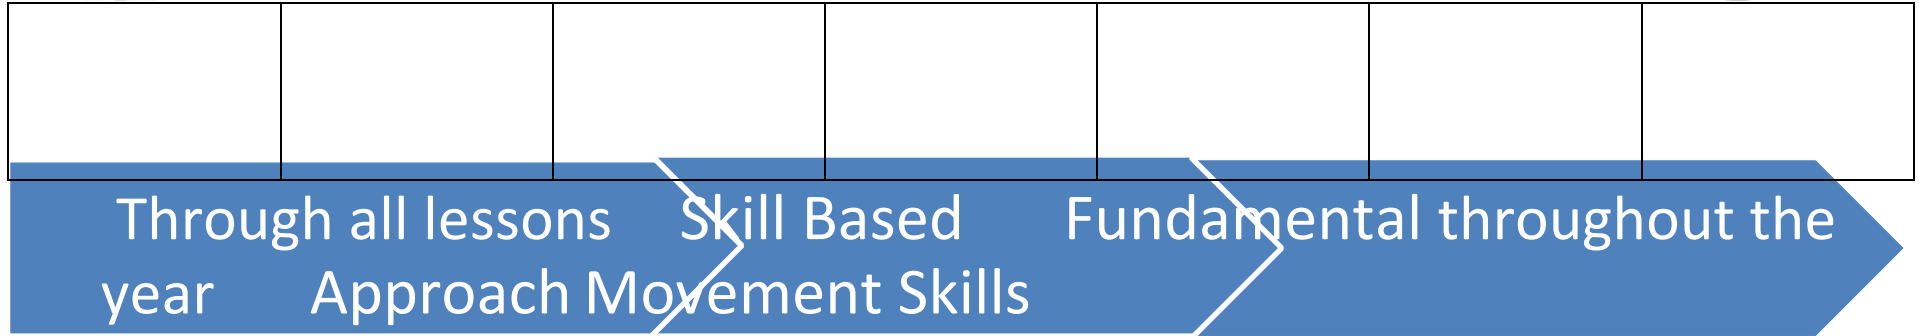 Through all lessons Skill Based Fundamental throughout the
year Approach Movement Skills